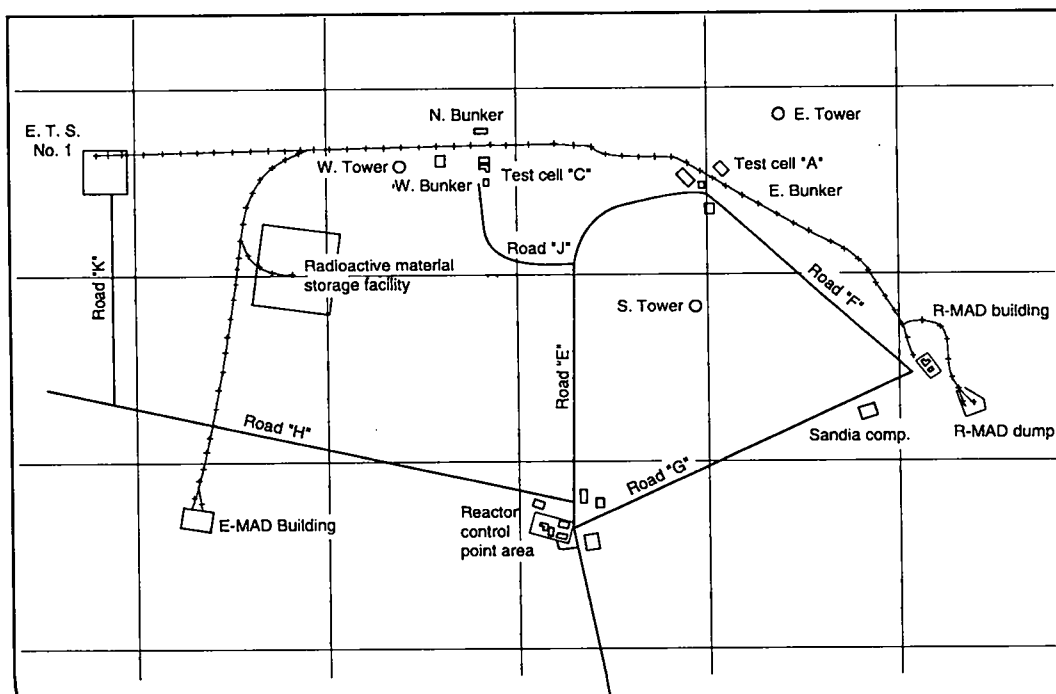 N. Bunker
E. Tower
E. T. S.
No. 1
W. Tower
W. Bunker
Test cell "C"
Test cell "A"
E. Bunker
Road "K"
Radioactive material
storage facility
Road "J"
S. Tower
Road "F"
R-MAD building
Road "E"
Road "H"
Sandia comp.
R-MAD dump
Road "G"
E-MAD Building
Reactor
control
point area